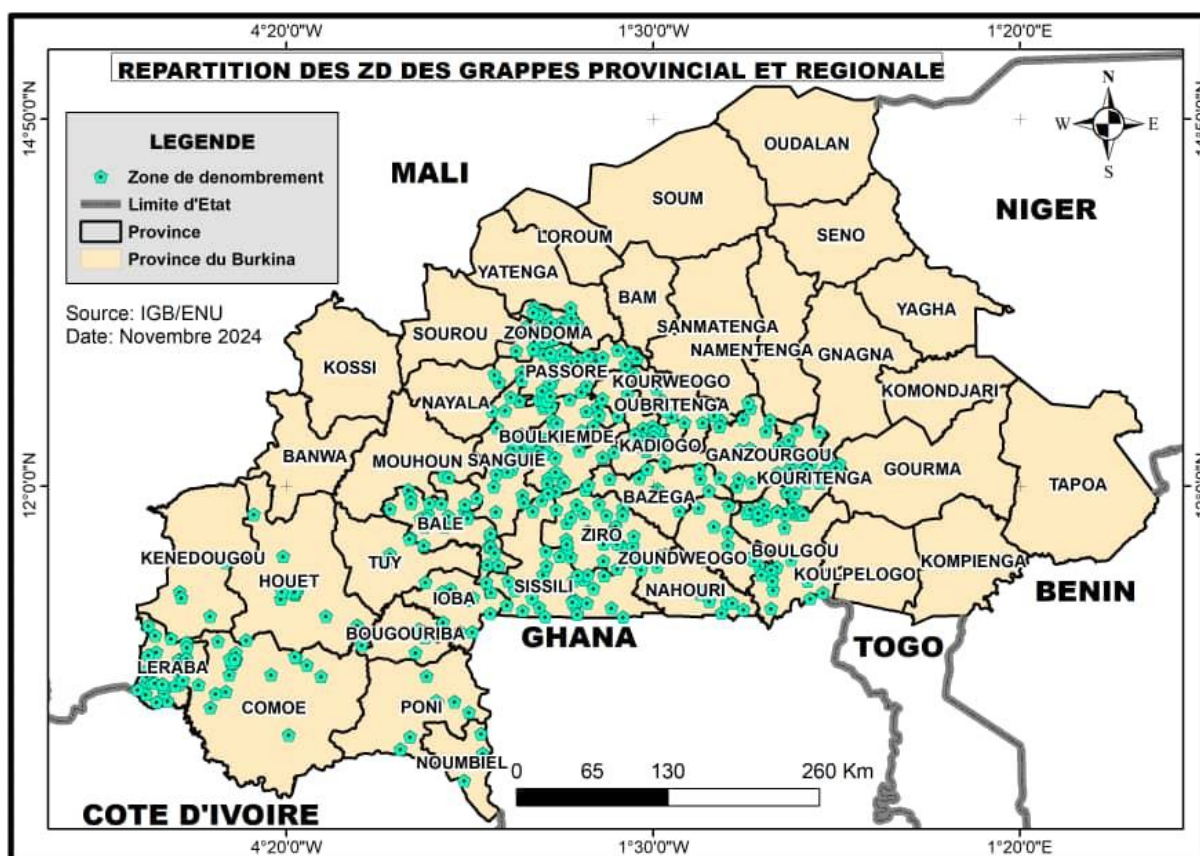 4°20'0"W 1°30'0"W 1°20'0"E
REPARTITION DES ZD DES GRAPPES PROVINCIAL ET REGIONALE
14°50'0"N
N
W E
S
LEGENDE
Zone de denombrement
Limite d'Etat
Province
Province du Burkina
Source: IGB/ENU
Date: Novembre 2024
MALI
NIGER
OUDALAN
SOUM
SENO
LOROUM
YATENGA
BAM
YAGHA
SOUROU
ZONDOMA
SANMATENGA
NAMENTENGA
GNAGNA
KOSSI
PASSORE
KOURWEOGO
KOMONDJARI
NAYALA
OUBRITENGA
BOULKIEMDE
KADIOGO
BANWA
MOUHOUN
SANGUIE
GANZOURGOU
KOURITENGA
GOURMA
TAPOA
12°0'0"N
BAZEGA
BALE
ZIRO
KENEDOUGOU
TUY
ZOUNDWEOGO
BOULGOU
KOMPIENGA
HOUET
SISSILI
KOULPELOGO
IOBA
NAHOURI
BENIN
BOUGOURIBA
GHANA
TOGO
LERABA
COMOE
PONI
NOUMBIEL
0 65 130 260 Km
COTE D'IVOIRE
4°20'0"W 1°30'0"W 1°20'0"E